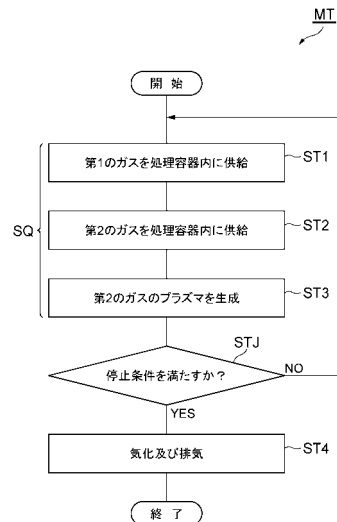 MT
開 始
第1のガスを処理容器内に供給
ST1
SQ
第2のガスを処理容器内に供給
ST2
第2のガスのプラズマを生成
ST3
STJ
停止条件を満たすか？
NO
YES
気化及び排気
ST4
終 了